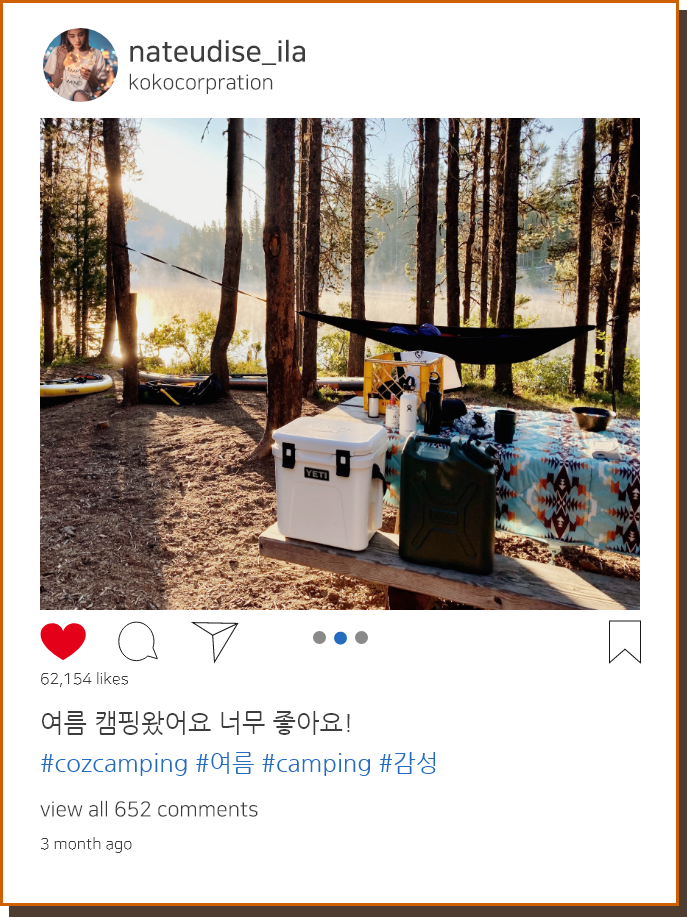 nateudise_ila
kokocorpration
YETI
62,154 likes
여름 캠핑왔어요 너무 좋아요!
#cozcamping #여름 #camping #감성
view all 652 comments
3 month ago